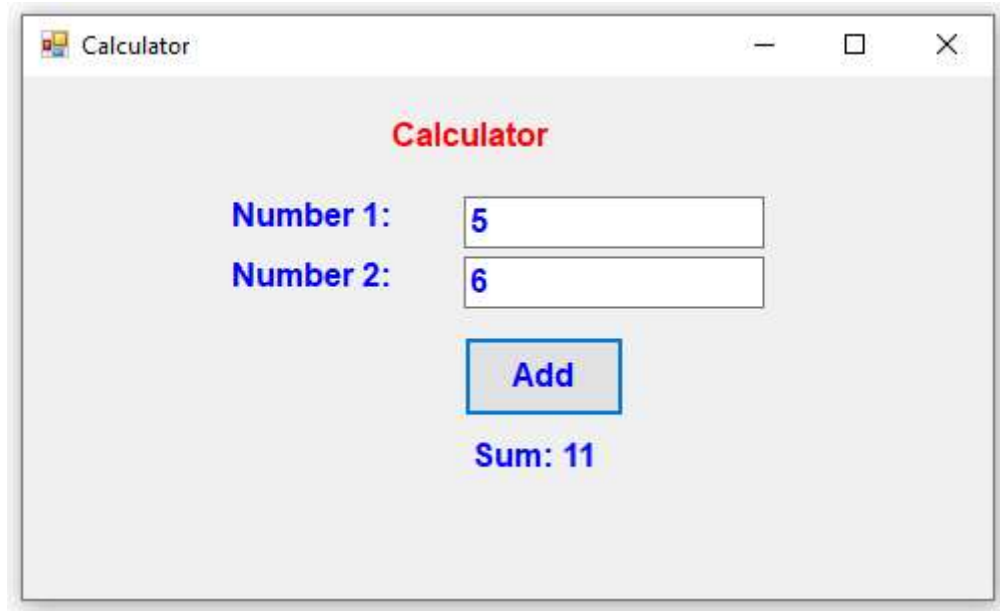 Calculator
Calculator
Number 1: 5
Number 2: 6
Add
Sum: 11